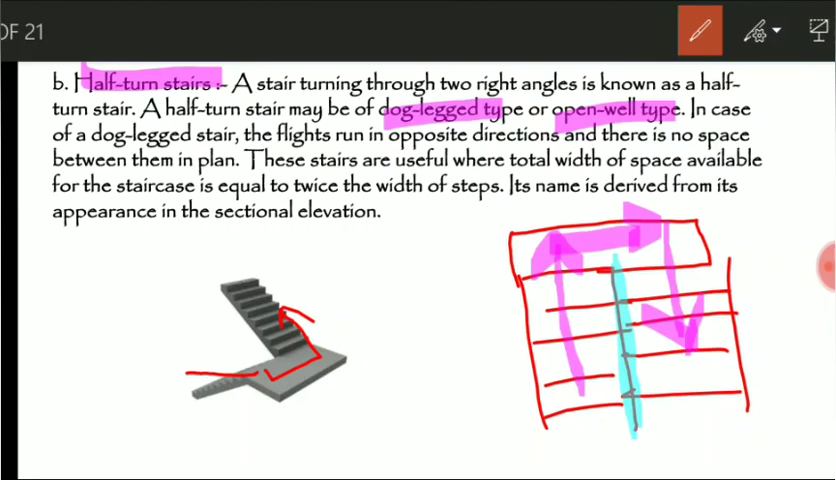 OF 21
b. Half-turn stairs :- A stair turning through two right angles is known as a half-
turn stair. A half-turn stair may be of dog-legged type or open-well type. In case
of a dog-legged stair, the flights run in opposite directions and there is no space
between them in plan. These stairs are useful where total width of space available
for the staircase is equal to twice the width of steps. Its name is derived from its
appearance in the sectional elevation.